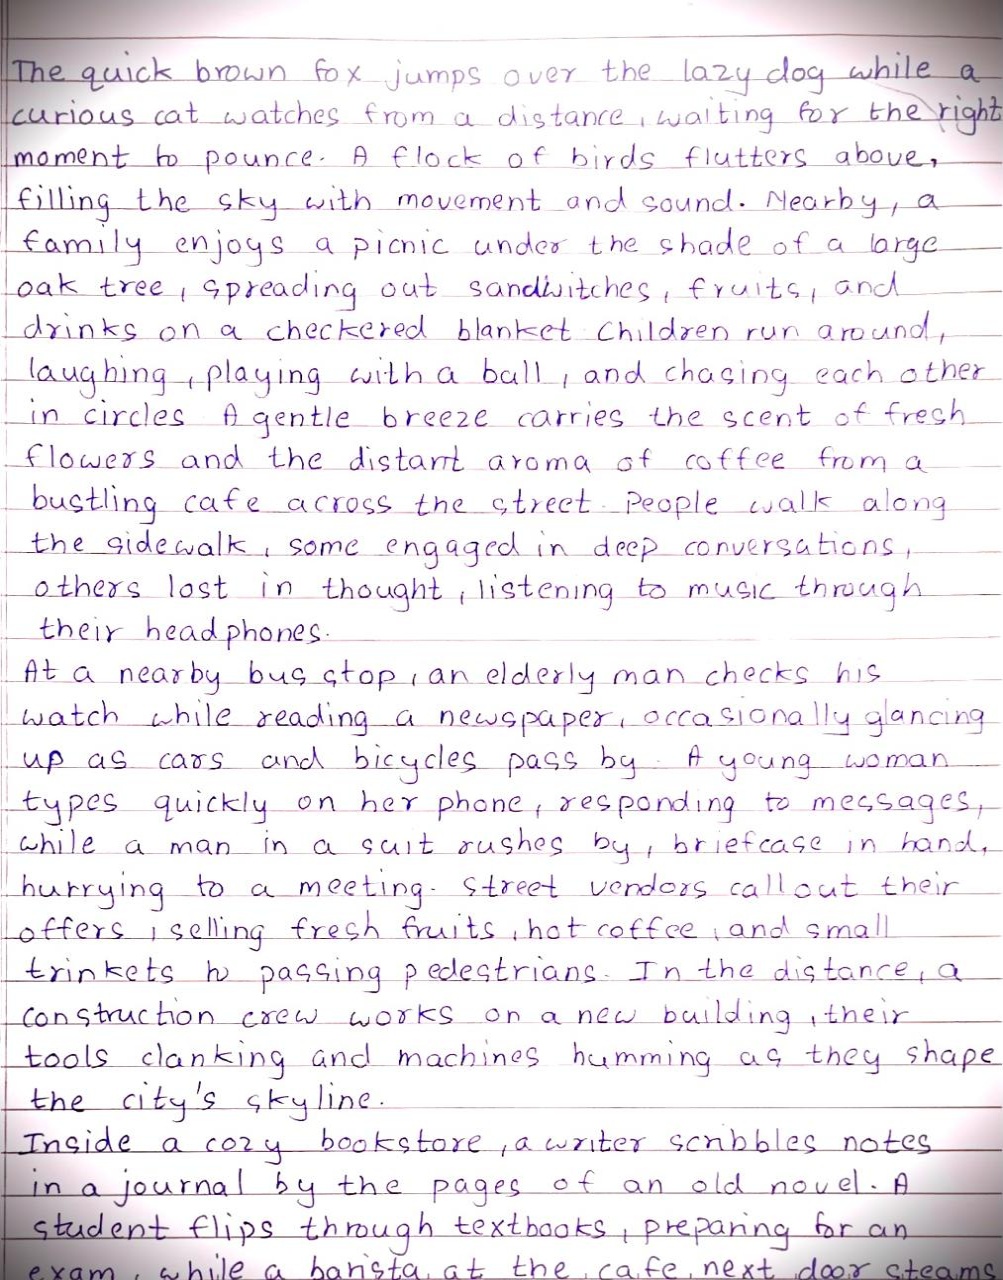 The quick brown fox jumps over the lazy dog while a
curious cat watches from a distance, waiting for the right
moment to pounce. A flock of birds flutters above,
filling the sky with movement and sound. Nearby, a
family enjoys a picnic under the shade of a large
oak tree, spreading out sandwitches, fruits, and
drinks on a checkered blanket Children run around,
laughing, playing with a ball, and chasing each other
in circles A gentle breeze carries the scent of fresh
flowers and the distant aroma of coffee from a
bustling cafe across the street. People walk along
the sidewalk, some engaged in deep conversations,
others lost in thought, listening to music through
their headphones.
At a nearby bus stop, an elderly man checks his
watch while reading a newspaper, occasionally glancing
up as cars and bicycles pass by. A young woman
types quickly on her phone, responding to messages,
while a man in a suit rushes by, briefcase in hand,
hurrying to a meeting. Street vendors call out their
offers, selling fresh fruits, hot coffee, and small
trinkets to passing pedestrians. In the distance, a
construction crew works on a new building, their
tools clanking and machines humming as they shape
the city's skyline.
Inside a cozy bookstore, a writer scribbles notes
in a journal by the pages of an old novel. A
student flips through textbooks, preparing for an
exam, while a barista at the cafe next door steams